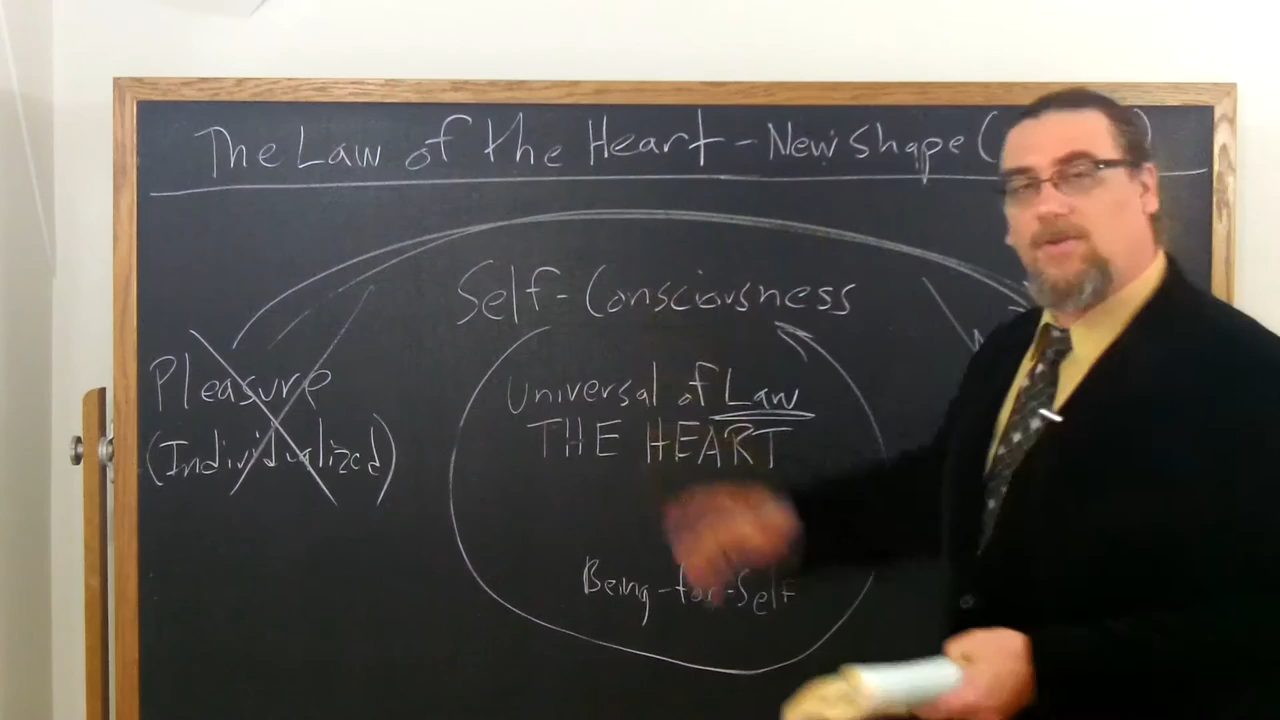 The Law of the Heart - New shape (
Self-Consciousness
Pleasure
(Individualized)
Universal of Law
THE HEART
Being-for-Self